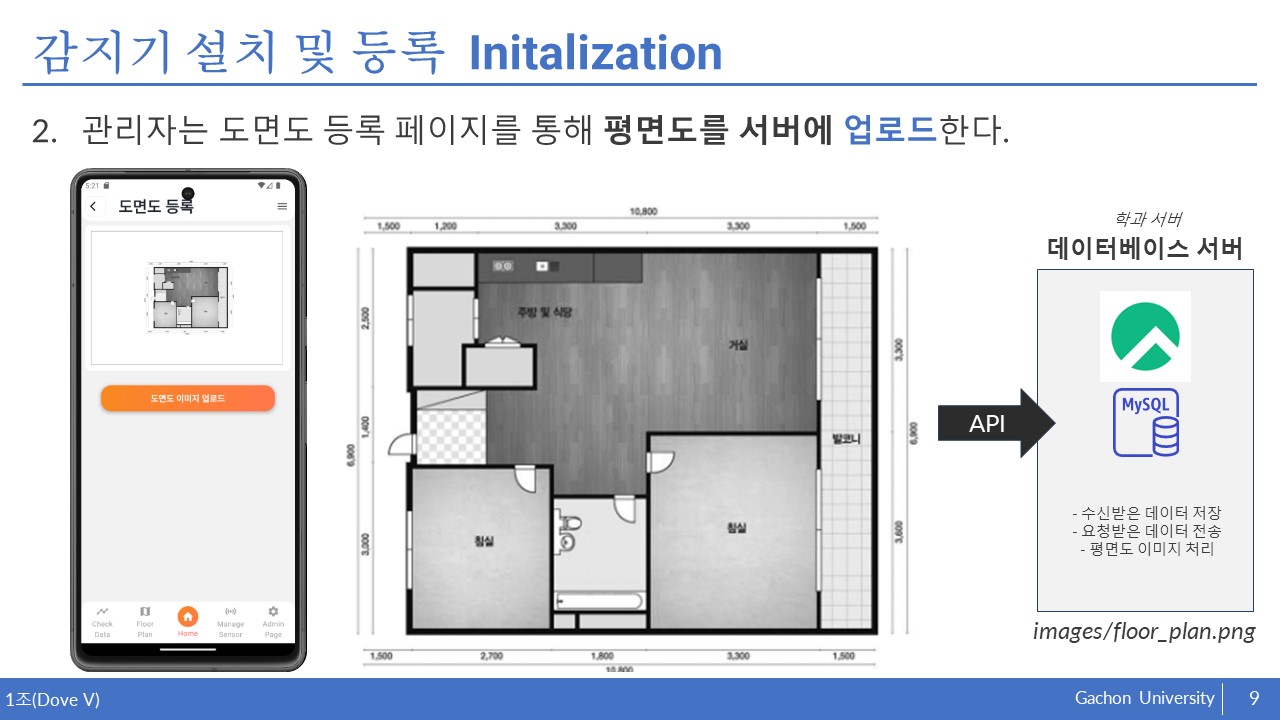 감지기 설치 및 등록 Initalization
2. 관리자는 도면도 등록 페이지를 통해 평면도를 서버에 업로드한다.
5:21
도면도 등록
도면도 이미지 업로드
Check Data
Floor Plan
Home
Manage Sensor
Admin Page
10,800
1,500 1,200 3,300 3,300 1,500
2,500
1,400
3,000
6,900
주방 및 식당
거실
발코니
침실
침실
3,300
3,600
6,900
1,500 2,700 1,800 3,300 1,500
10,800
API
학과 서버
데이터베이스 서버
MySQL
- 수신받은 데이터 저장
- 요청받은 데이터 전송
- 평면도 이미지 처리
images/floor_plan.png
1조(Dove V)
Gachon University
9